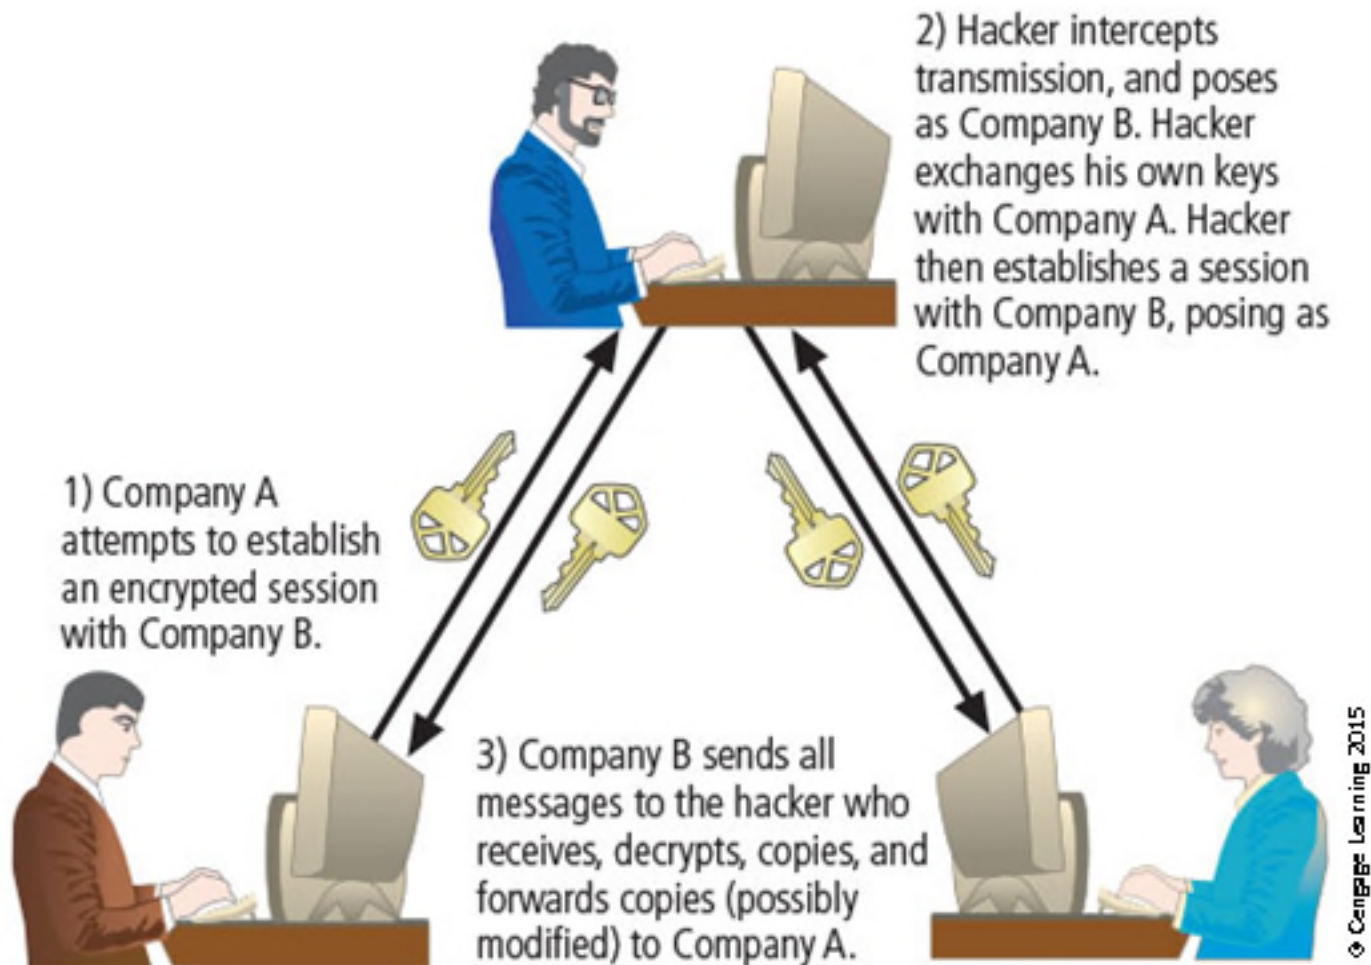 2) Hacker intercepts
transmission, and poses
as Company B. Hacker
exchanges his own keys
with Company A. Hacker
then establishes a session
with Company B, posing as
Company A.
1) Company A
attempts to establish
an encrypted session
with Company B.
3) Company B sends all
messages to the hacker who
receives, decrypts, copies, and
forwards copies (possibly
modified) to Company A.
© Cengage Learning 2015